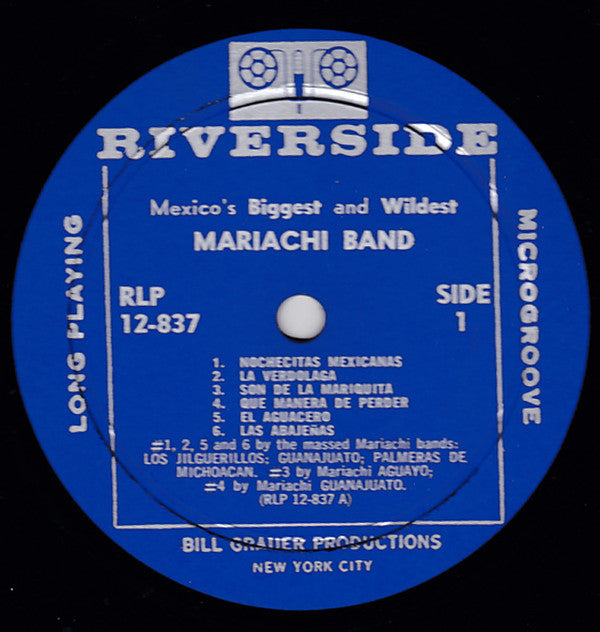 RIVERSIDE
Mexico's Biggest and Wildest
MARIACHI BAND
RLP
12-837
SIDE
1
LONG PLAYING
MICROGROOVE
1. NOCHECITAS MEXICANAS
2. LA VERDOLAGA
3. SON DE LA MARIQUITA
4. QUE MANERA DE PERDER
5. EL AGUACERO
6. LAS ABAJEÑAS
#1, 2, 5 and 6 by the massed Mariachi bands:
LOS JILGUERILLOS; GUANAJUATO; PALMERAS DE
MICHOACAN. #3 by Mariachi AGUAYO;
#4 by Mariachi GUANAJUATO.
(RLP 12-837 A)
BILL GRAUER PRODUCTIONS
NEW YORK CITY